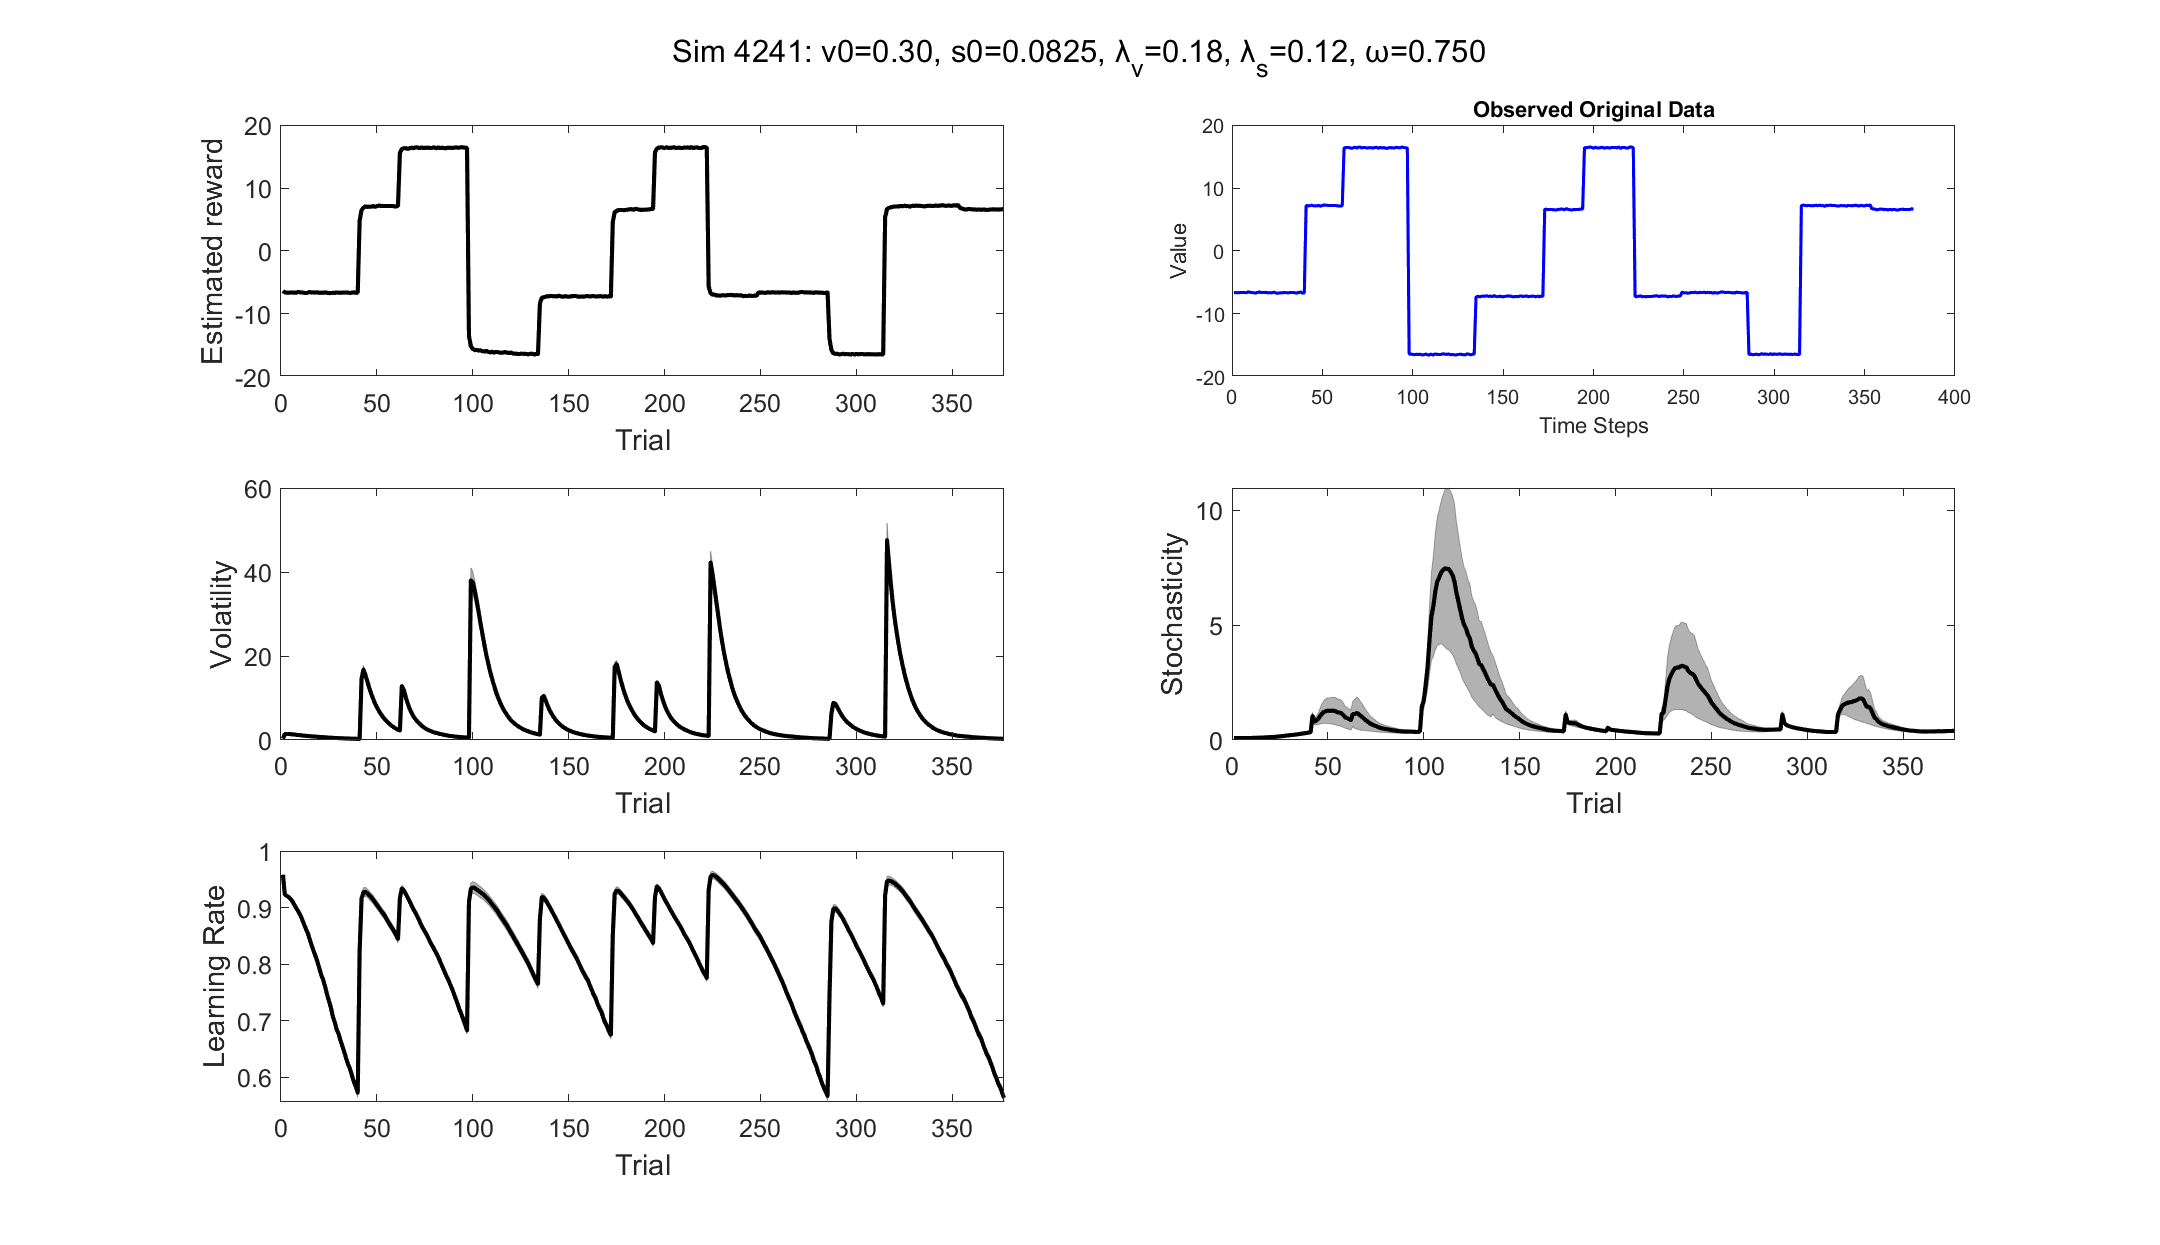 Sim 4241: v0=0.30, s0=0.0825, λ_v=0.18, λ_s=0.12, ω=0.750
20
10
0
-10
-20
Estimated reward
0 50 100 150 200 250 300 350
Trial
Observed Original Data
20
10
0
-10
-20
Value
0 50 100 150 200 250 300 350 400
Time Steps
60
40
20
0
Volatility
0 50 100 150 200 250 300 350
Trial
10
5
0
Stochasticity
0 50 100 150 200 250 300 350
Trial
1
0.9
0.8
0.7
0.6
Learning Rate
0 50 100 150 200 250 300 350
Trial